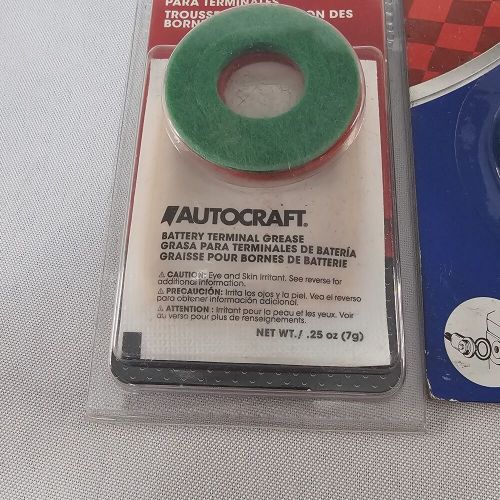 PARA TERMINALES
TROUSSE ON DES
BORN
AUTOCRAFT®
BATTERY TERMINAL GREASE
GRASA PARA TERMINALES DE BATERÍA
GRAISSE POUR BORNES DE BATTERIE
⚠ CAUTION: Eye and Skin Irritant. See reverse for
additional information.
⚠ PRECAUCIÓN: Irrita los ojos y la piel. Vea el reverso
para obtener información adicional.
⚠ ATTENTION : Irritant pour la peau et les yeux. Voir
au verso pour plus de renseignements.
NET WT./ .25 oz (7g)